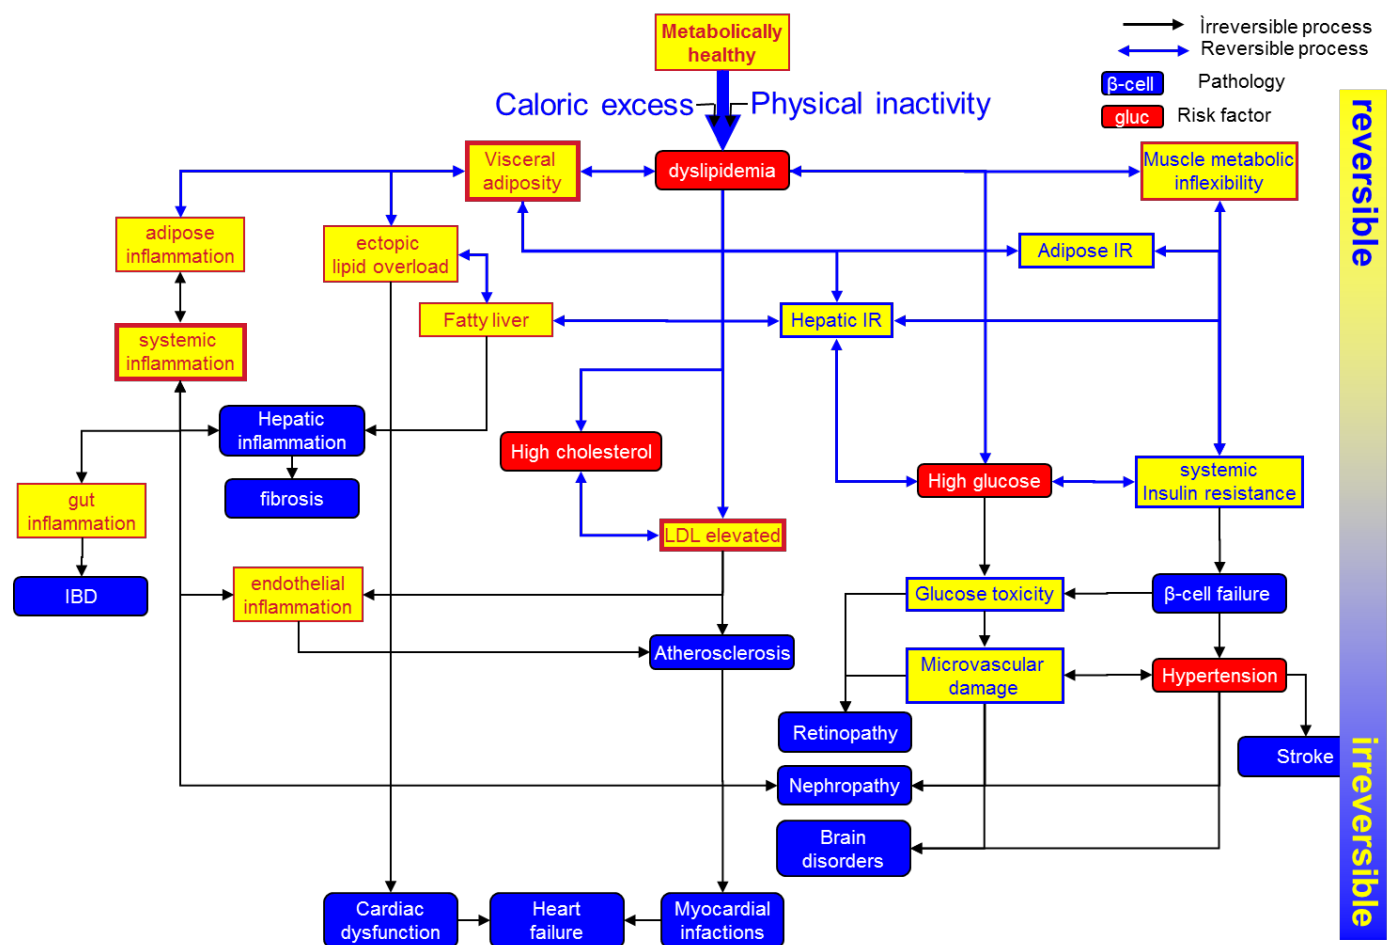 Metabolically
healthy
Ìrreversible process
Reversible process
β-cell
Pathology
gluc
Risk factor
Caloric excess
Physical inactivity
reversible
Visceral
adiposity
dyslipidemia
Muscle metabolic
inflexibility
adipose
inflammation
ectopic
lipid overload
Adipose IR
Fatty liver
Hepatic IR
systemic
inflammation
Hepatic
inflammation
High cholesterol
High glucose
systemic
Insulin resistance
fibrosis
gut
inflammation
LDL elevated
IBD
endothelial
inflammation
Glucose toxicity
β-cell failure
Atherosclerosis
Microvascular
damage
Hypertension
Retinopathy
Stroke
Nephropathy
Brain
disorders
irreversible
Cardiac
dysfunction
Heart
failure
Myocardial
infactions